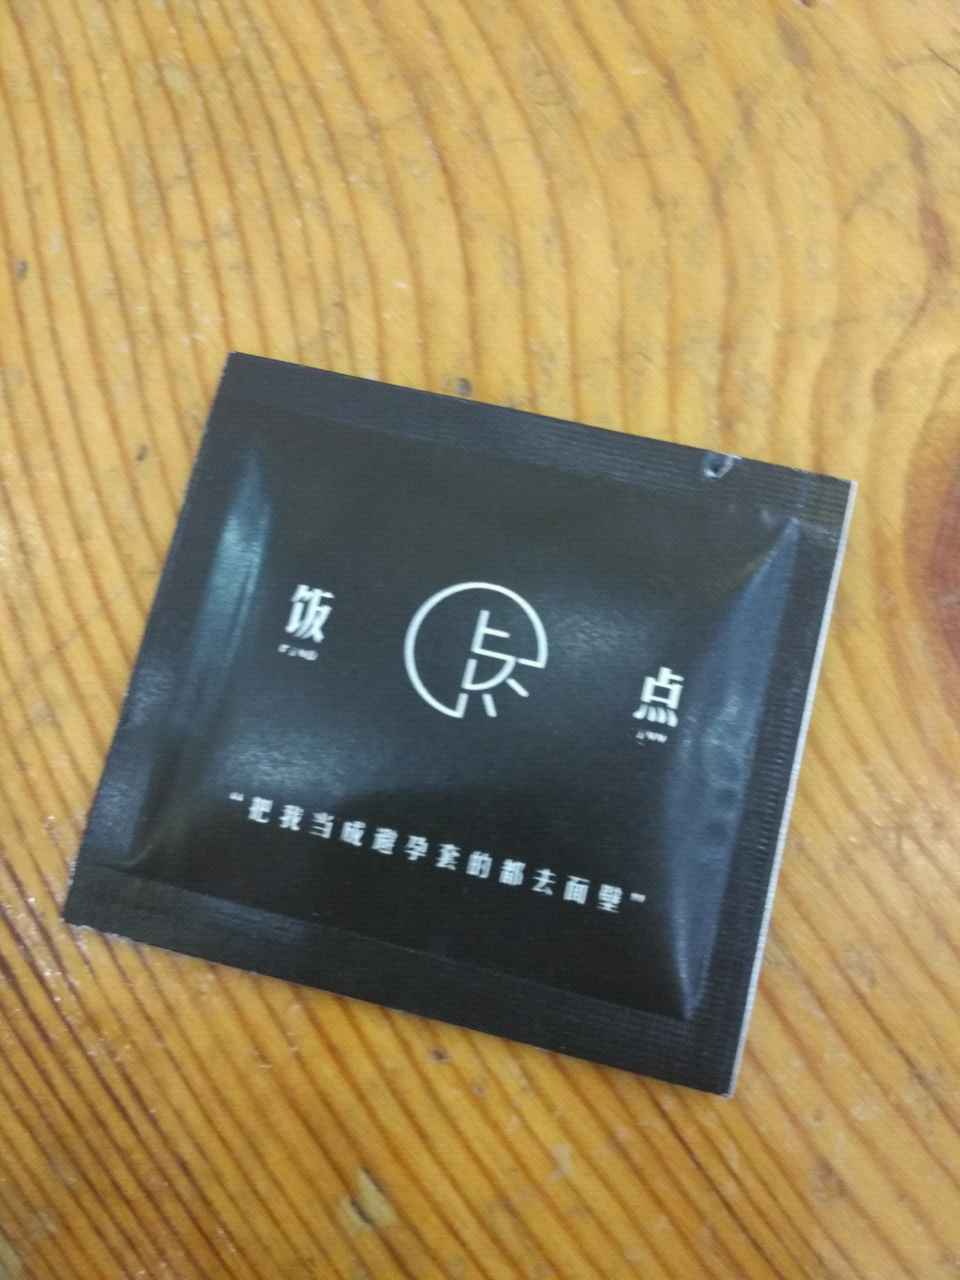 饭 点
“把我当成避孕套的都去面壁”